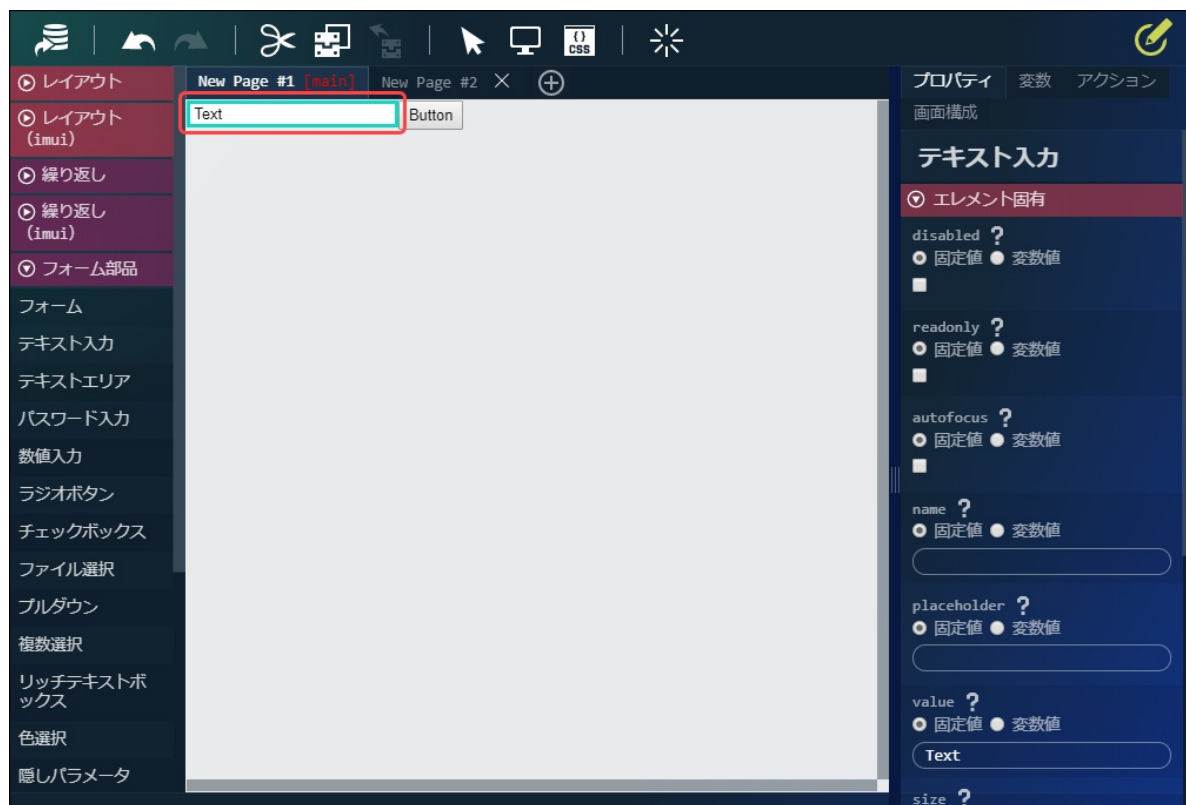 {} CSS
レイアウト
レイアウト
(imui)
繰り返し
繰り返し
(imui)
フォーム部品
フォーム
テキスト入力
テキストエリア
パスワード入力
数値入力
ラジオボタン
チェックボックス
ファイル選択
プルダウン
複数選択
リッチテキストボ
ックス
色選択
隠しパラメータ
New Page #1 [main] New Page #2
Text Button
プロパティ 変数 アクション
画面構成
テキスト入力
エレメント固有
disabled ?
固定値 変数値
readonly ?
固定値 変数値
autofocus ?
固定値 変数値
name ?
固定値 変数値
placeholder ?
固定値 変数値
value ?
固定値 変数値
Text
size ?